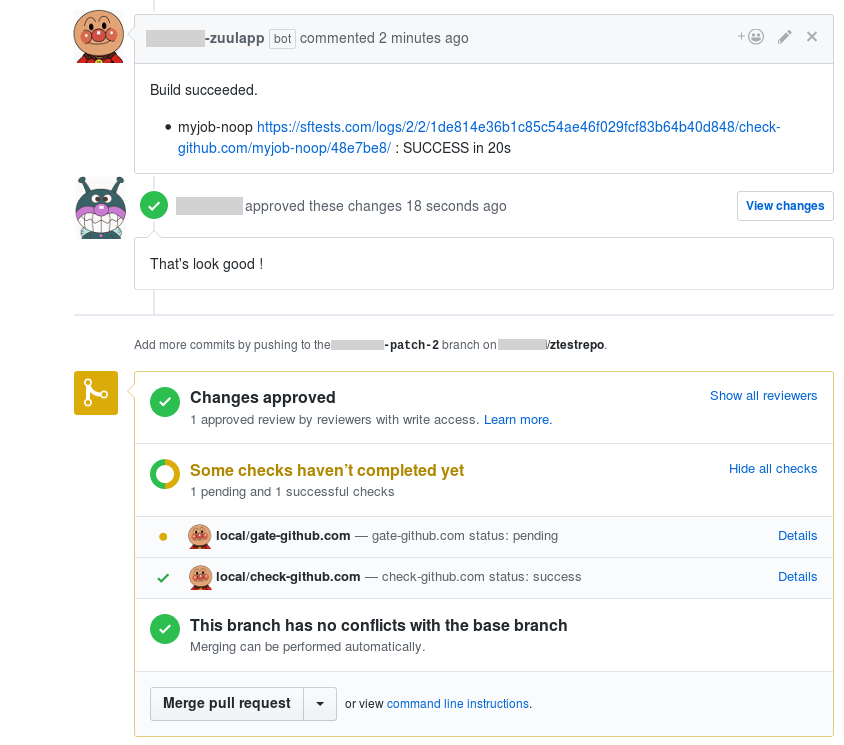 -zuulapp bot commented 2 minutes ago
Build succeeded.
• myjob-noop https://sftests.com/logs/2/2/1de814e36b1c85c54ae46f029fcf83b64b40d848/check-
github.com/myjob-noop/48e7be8/ : SUCCESS in 20s
approved these changes 18 seconds ago
View changes
That's look good !
Add more commits by pushing to the -patch-2 branch on /ztestrepo.
Changes approved
Show all reviewers
1 approved review by reviewers with write access. Learn more.
Some checks haven't completed yet
Hide all checks
1 pending and 1 successful checks
local/gate-github.com — gate-github.com status: pending
Details
local/check-github.com — check-github.com status: success
Details
This branch has no conflicts with the base branch
Merging can be performed automatically.
Merge pull request
or view command line instructions.